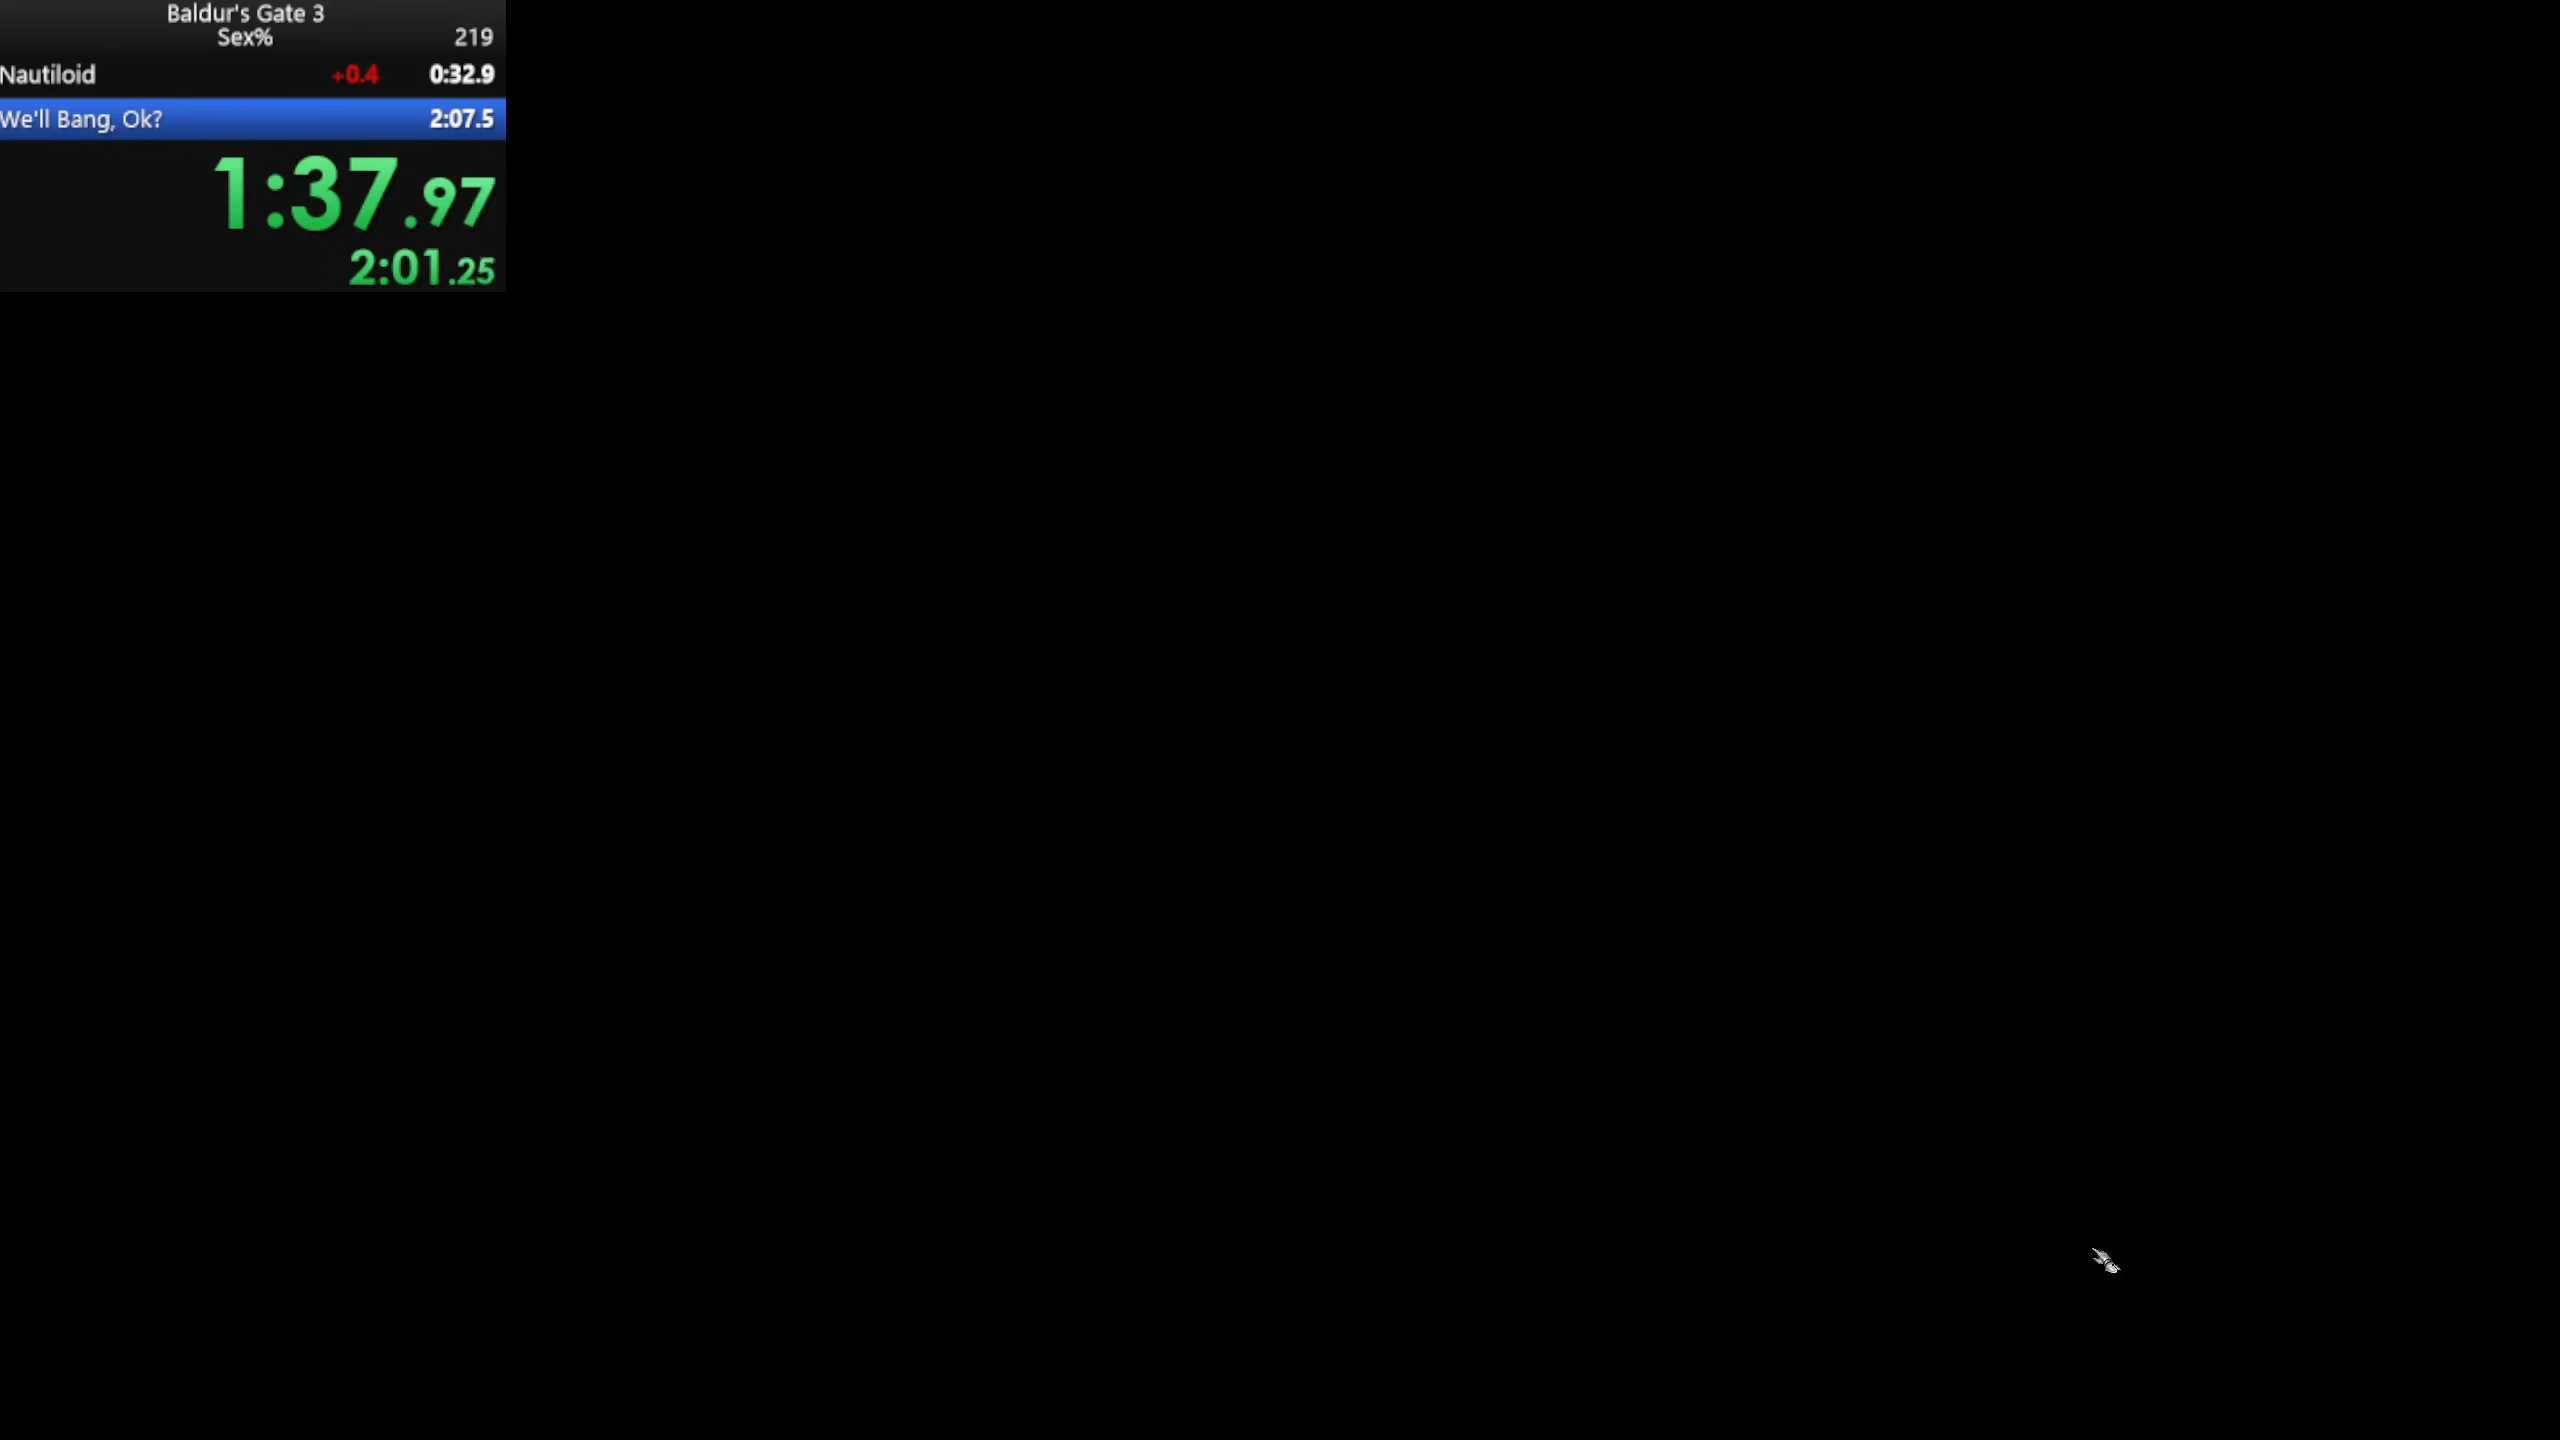 Baldur's Gate 3
Sex% 219
Nautiloid +0.4 0:32.9
We'll Bang, Ok? 2:07.5
1:37.97
2:01.25